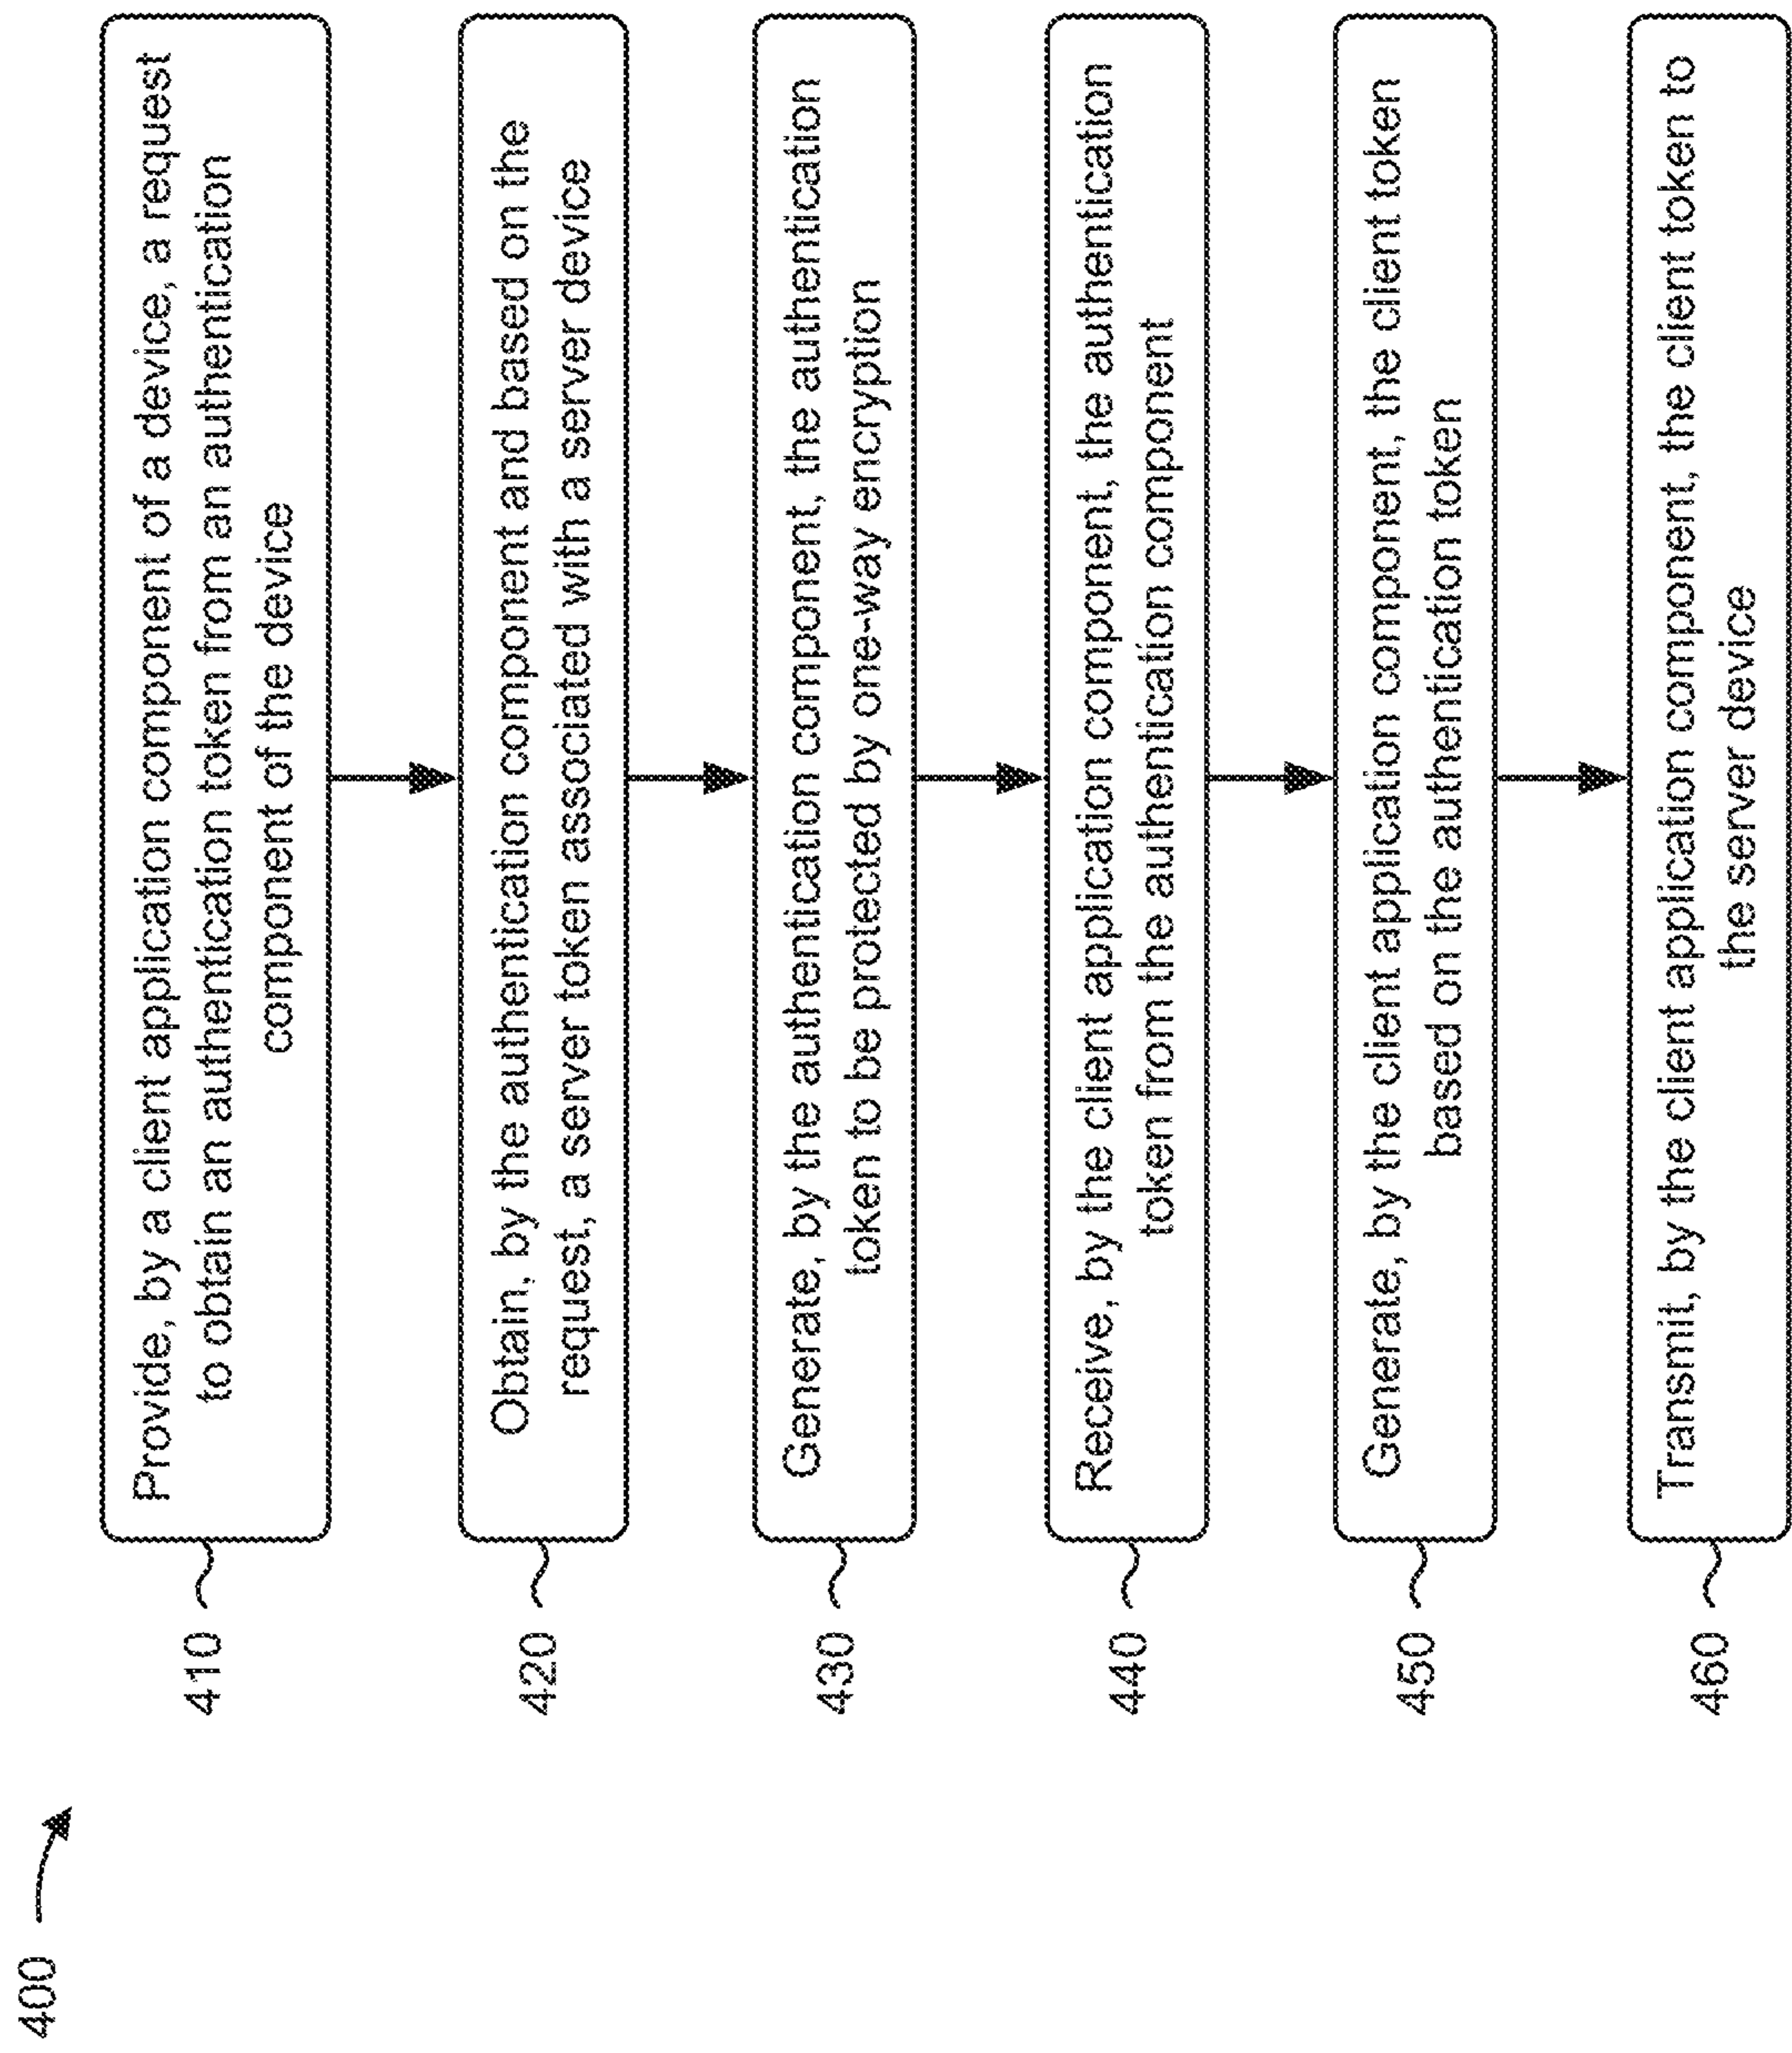 400
410
Provide, by a client application component of a device, a request
to obtain an authentication token from an authentication
component of the device
420
Obtain, by the authentication component and based on the
request, a server token associated with a server device
430
Generate, by the authentication component, the authentication
token to be protected by one-way encryption
440
Receive, by the client application component, the authentication
token from the authentication component
450
Generate, by the client application component, the client token
based on the authentication token
460
Transmit, by the client application component, the client token to
the server device